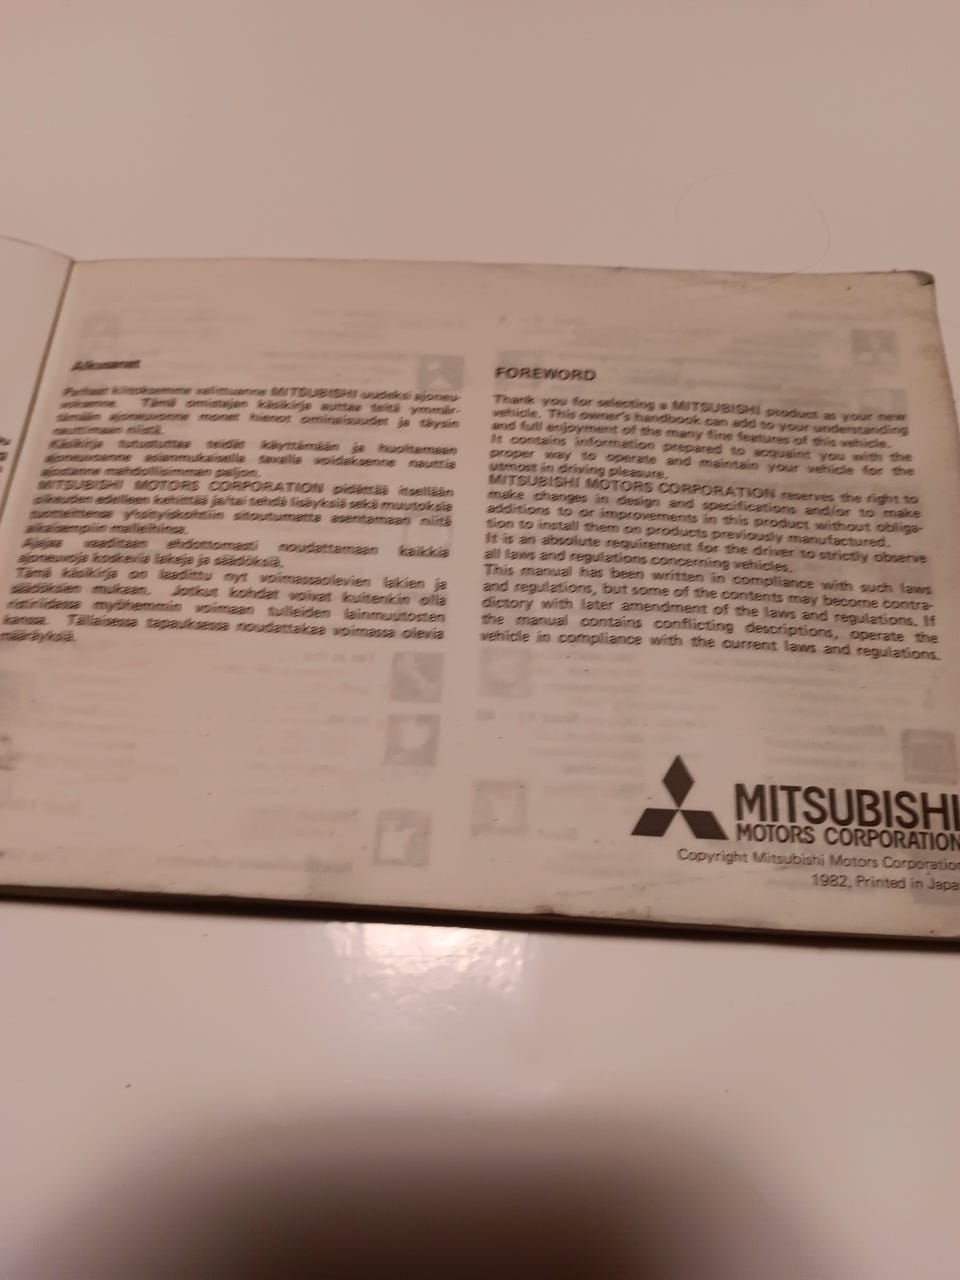 Alkusanat
Parhaat kiitoksemme valittuanne MITSUBISHI uudeksi ajoneu-
voksenne. Tämä omistajan käsikirja auttaa teitä ymmär-
tämään ajoneuvonne monet hienot ominaisuudet ja täysin
nauttimaan niistä.
Käsikirja tutustuttaa teidät käyttämään ja huoltamaan
ajoneuvoanne asianmukaisella tavalla voidaksenne nauttia
ajostanne mahdollisimman paljon.
MITSUBISHI MOTORS CORPORATION pidättää itsellään
oikeuden edelleen kehittää ja/tai tehdä lisäyksiä sekä muutoksia
tuotteittensa yksityiskohtiin sitoutumatta asentamaan niitä
aikaisempiin malleihinsa.
Ajajaa vaaditaan ehdottomasti noudattamaan kaikkia
ajoneuvoja koskevia lakeja ja säädöksiä.
Tämä käsikirja on laadittu nyt voimassaolevien lakien ja
säädöksien mukaan. Jotkut kohdat voivat kuitenkin olla
ristiriidassa myöhemmin voimaan tulleiden lainmuutosten
kanssa. Tällaisessa tapauksessa noudattakaa voimassa olevia
määräyksiä.
FOREWORD
Thank you for selecting a MITSUBISHI product as your new
vehicle. This owner's handbook can add to your understanding
and full enjoyment of the many fine features of this vehicle.
It contains information prepared to acquaint you with the
proper way to operate and maintain your vehicle for the
utmost in driving pleasure.
MITSUBISHI MOTORS CORPORATION reserves the right to
make changes in design and specifications and/or to make
additions to or improvements in this product without obliga-
tion to install them on products previously manufactured.
It is an absolute requirement for the driver to strictly observe
all laws and regulations concerning vehicles.
This manual has been written in compliance with such laws
and regulations, but some of the contents may become contra-
dictory with later amendment of the laws and regulations. If
the manual contains conflicting descriptions, operate the
vehicle in compliance with the current laws and regulations.
MITSUBISHI
MOTORS CORPORATION
Copyright Mitsubishi Motors Corporation
1982, Printed in Japa